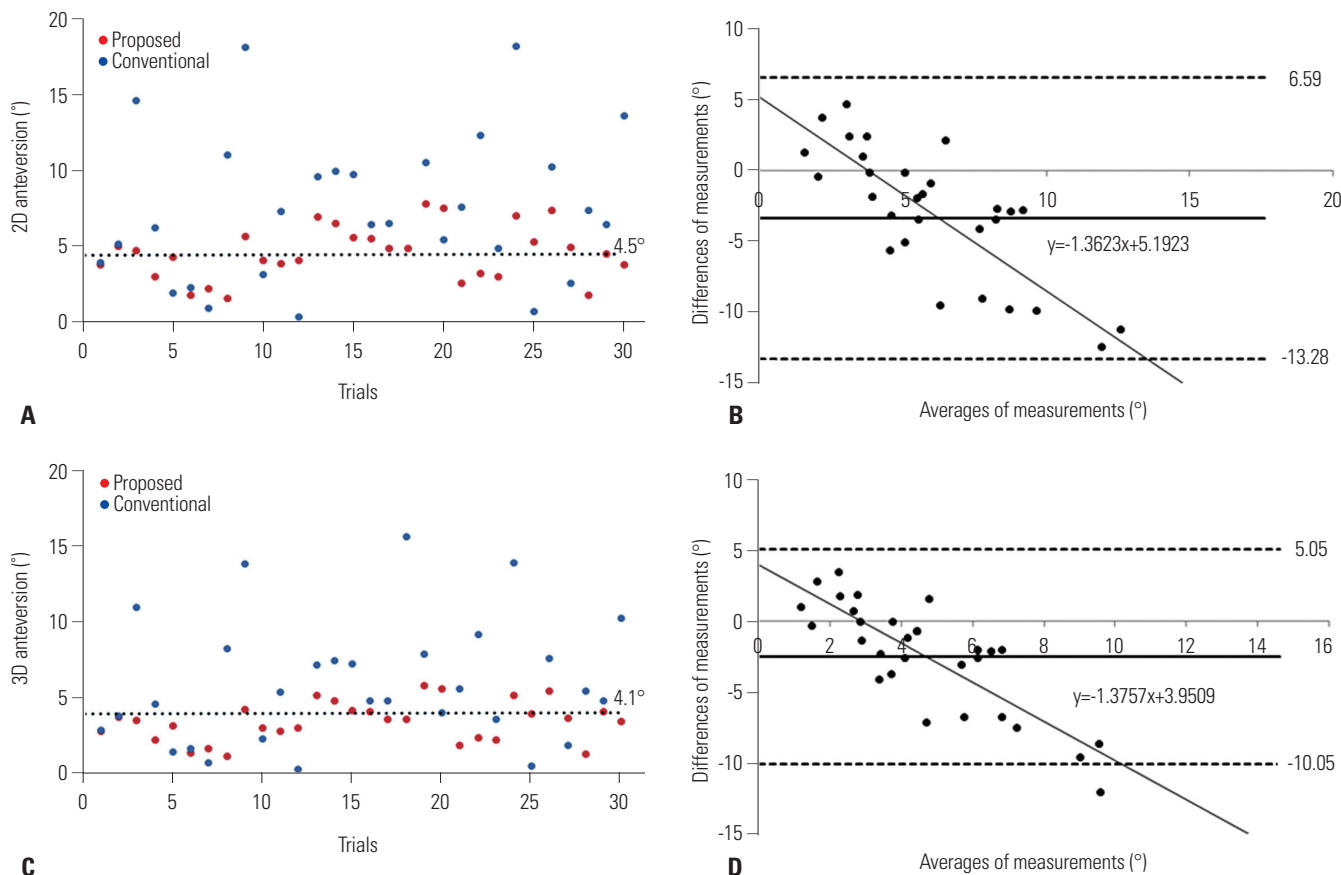 20
15
10
5
0
2D anteversion (°)
Proposed
Conventional
4.5°
0 5 10 15 20 25 30
Trials
A
10
5
0
-5
-10
-15
Differences of measurements (°)
6.59
0 5 10 15 20
y=-1.3623x+5.1923
-13.28
Averages of measurements (°)
B
20
15
10
5
0
3D anteversion (°)
Proposed
Conventional
4.1°
0 5 10 15 20 25 30
Trials
C
10
5
0
-5
-10
-15
Differences of measurements (°)
5.05
0 2 4 6 8 10 12 14 16
y=-1.3757x+3.9509
-10.05
Averages of measurements (°)
D